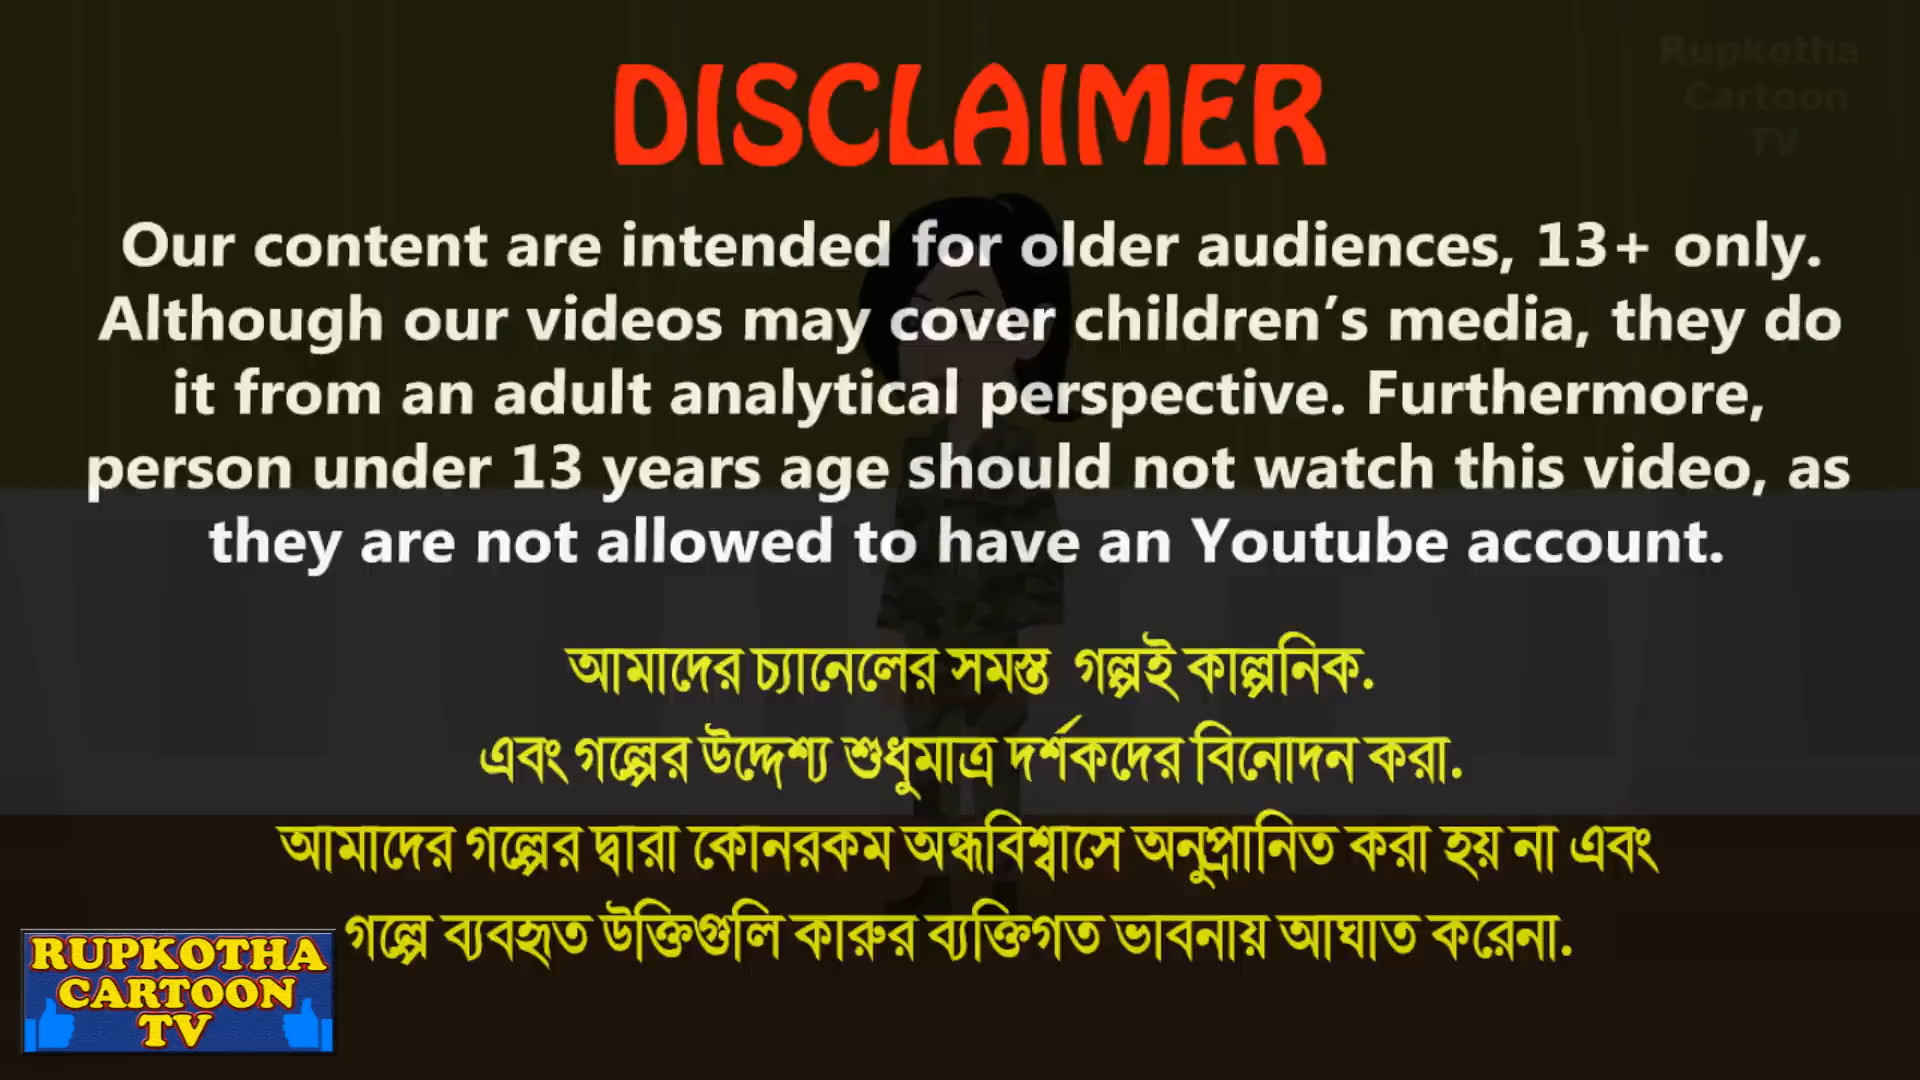 Rupkotha
Cartoon
TV
DISCLAIMER
Our content are intended for older audiences, 13+ only.
Although our videos may cover children’s media, they do
it from an adult analytical perspective. Furthermore,
person under 13 years age should not watch this video, as
they are not allowed to have an Youtube account.
আমাদের চ্যানেলের সমস্ত গল্পই কাল্পনিক.
এবং গল্পের উদ্দেশ্য শুধুমাত্র দর্শকদের বিনোদন করা.
আমাদের গল্পের দ্বারা কোনরকম অন্ধবিশ্বাসে অনুপ্রানিত করা হয় না এবং
গল্পে ব্যবহৃত উক্তিগুলি কারুর ব্যক্তিগত ভাবনায় আঘাত করেনা.
RUPKOTHA
CARTOON
TV